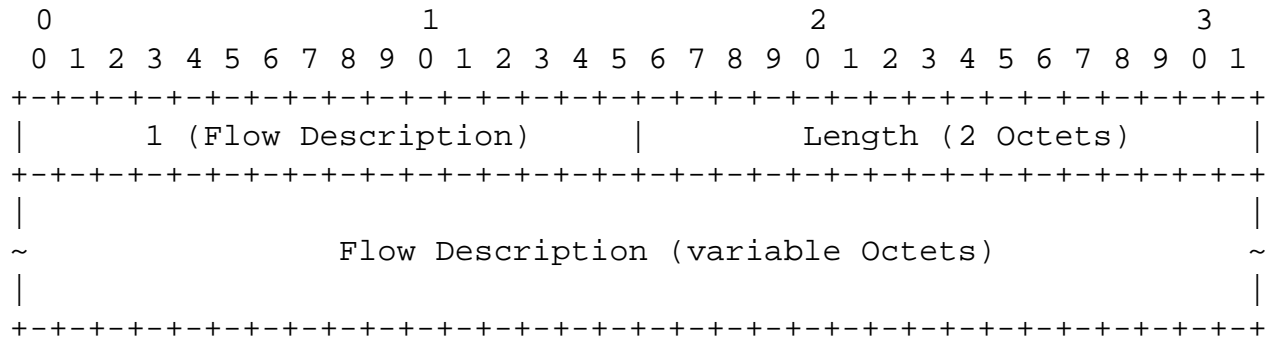 0                   1                   2                   3
 0 1 2 3 4 5 6 7 8 9 0 1 2 3 4 5 6 7 8 9 0 1 2 3 4 5 6 7 8 9 0 1
+-+-+-+-+-+-+-+-+-+-+-+-+-+-+-+-+-+-+-+-+-+-+-+-+-+-+-+-+-+-+-+-+
|      1 (Flow Description)     |        Length (2 Octets)      |
+-+-+-+-+-+-+-+-+-+-+-+-+-+-+-+-+-+-+-+-+-+-+-+-+-+-+-+-+-+-+-+-+
|                                                               |
~                Flow Description (variable Octets)             ~
|                                                               |
+-+-+-+-+-+-+-+-+-+-+-+-+-+-+-+-+-+-+-+-+-+-+-+-+-+-+-+-+-+-+-+-+